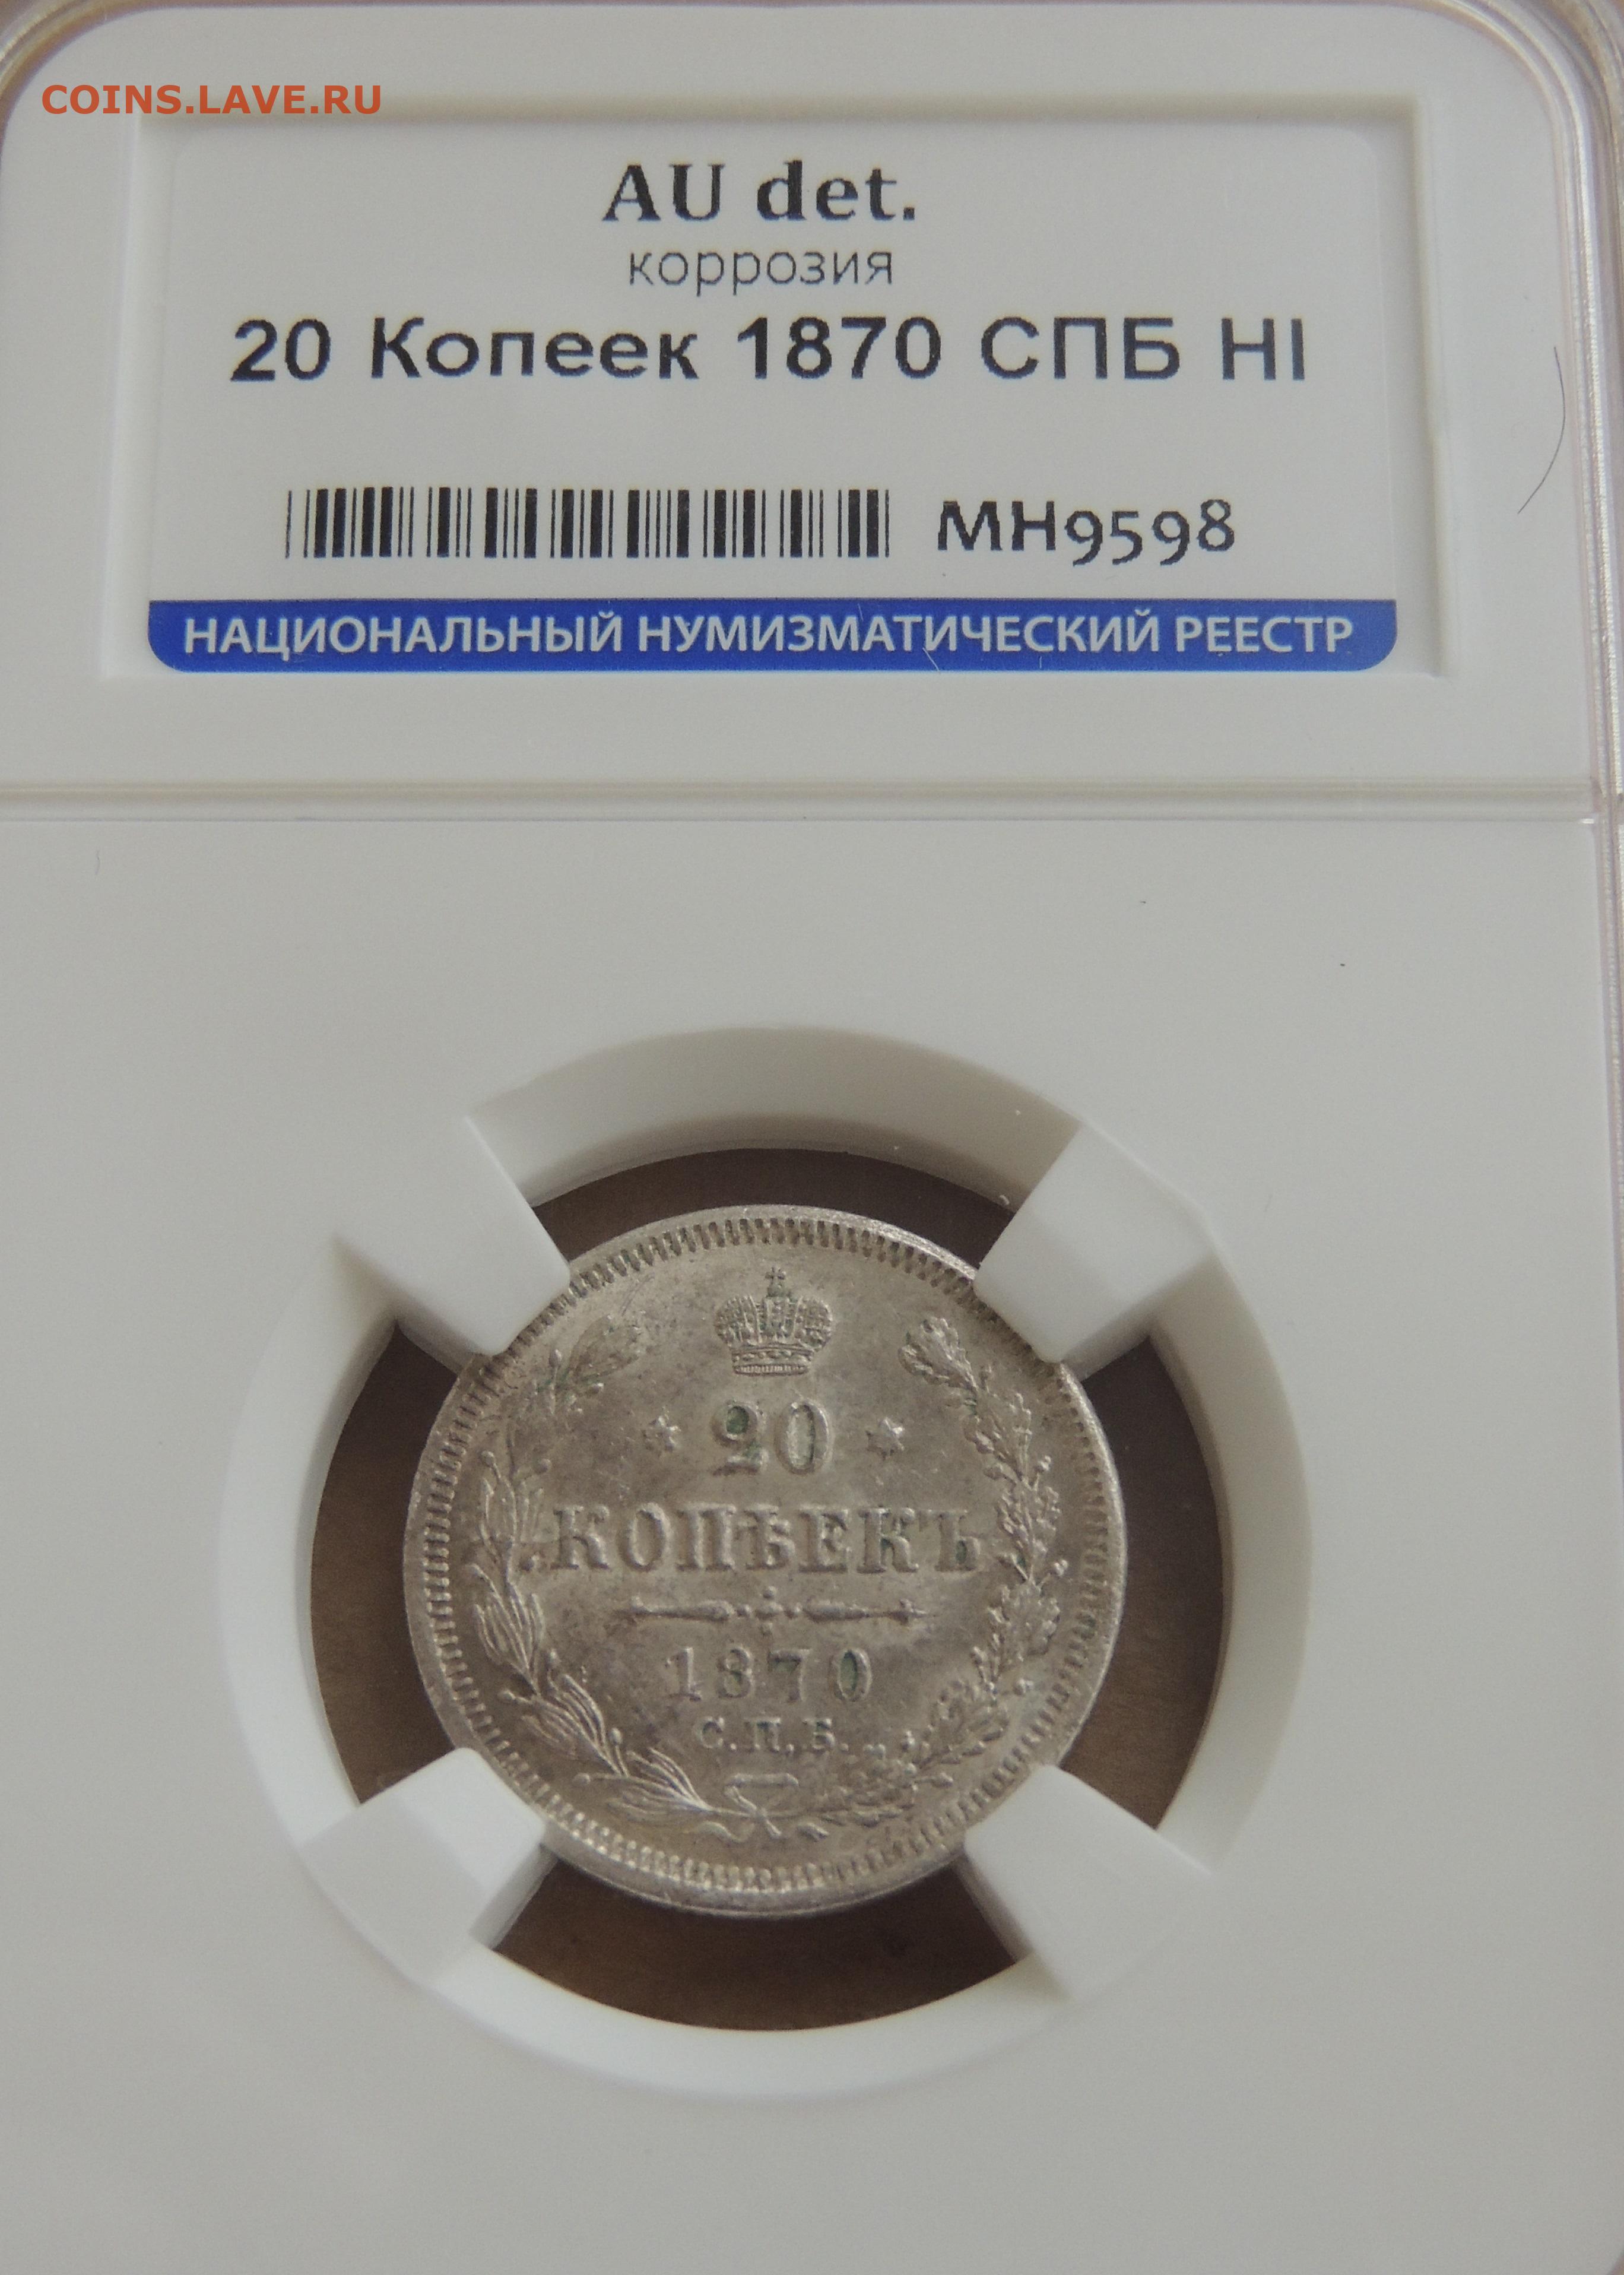 COINS.LAVE.RU
AU det.
коррозия
20 Копеек 1870 СПБ НІ
МН9598
НАЦИОНАЛЬНЫЙ НУМИЗМАТИЧЕСКИЙ РЕЕСТР
20
КОПѢЕКЪ
1870
С.П.Б.